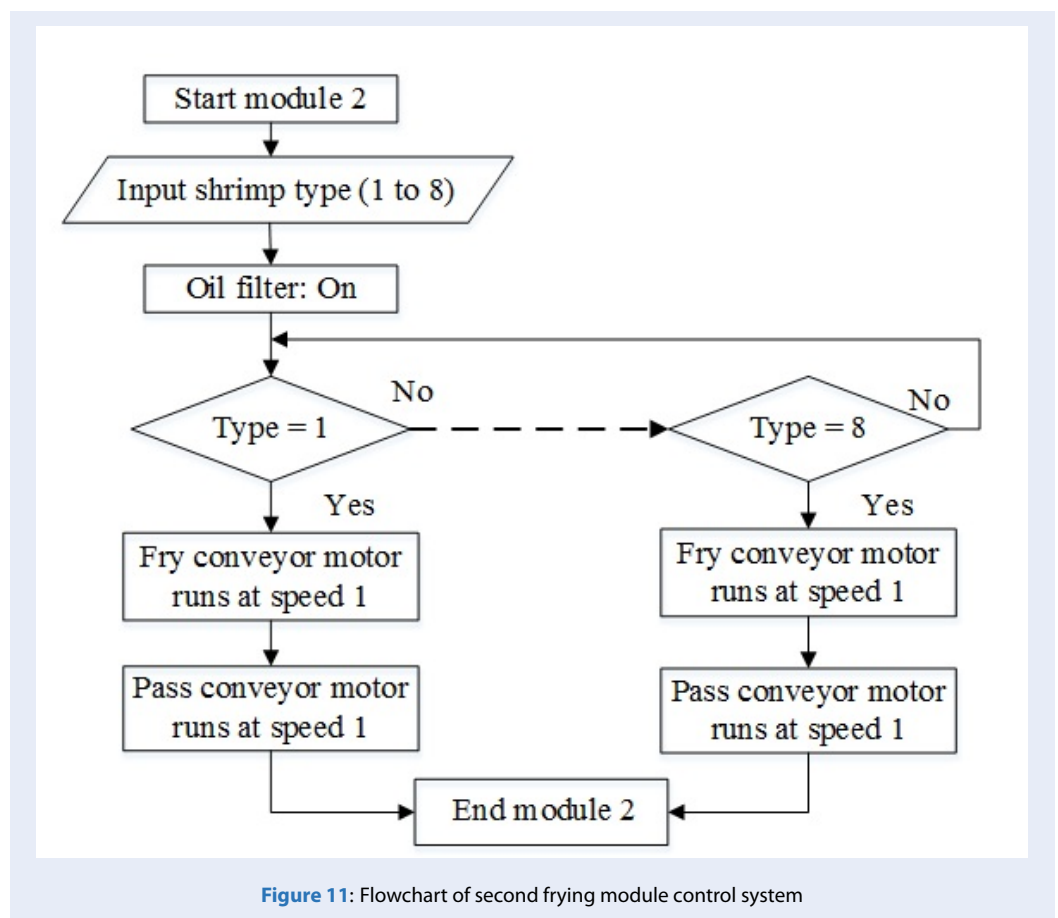 Start module 2
Input shrimp type (1 to 8)
Oil filter: On
Type = 1
No
Type = 8
No
Yes
Fry conveyor motor
runs at speed 1
Pass conveyor motor
runs at speed 1
Yes
Fry conveyor motor
runs at speed 1
Pass conveyor motor
runs at speed 1
End module 2
Figure 11: Flowchart of second frying module control system